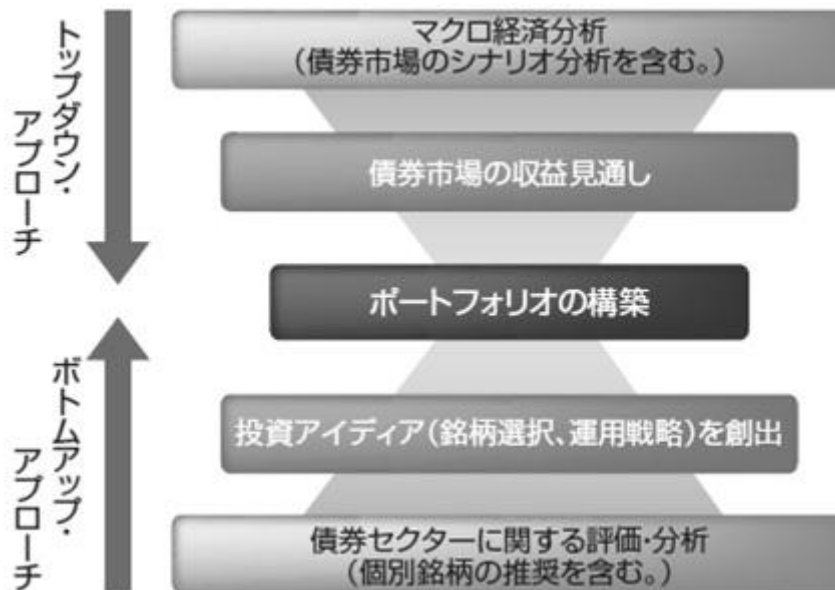 トップダウン・
アプローチ
マクロ経済分析
(債券市場のシナリオ分析を含む。)
債券市場の収益見通し
ポートフォリオの構築
ボトムアップ・
アプローチ
投資アイディア(銘柄選択、運用戦略)を創出
債券セクターに関する評価・分析
(個別銘柄の推奨を含む。)